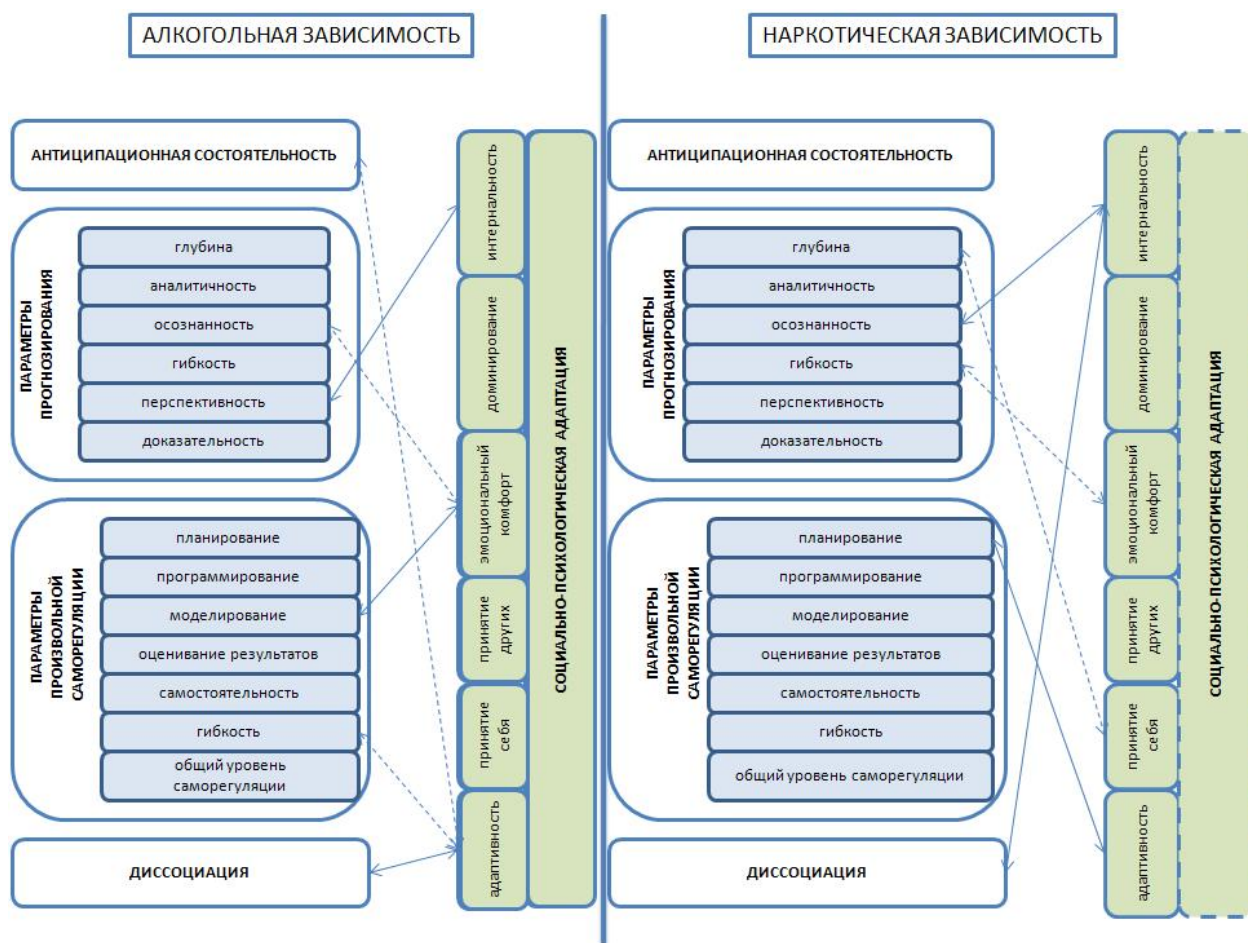 АЛКОГОЛЬНАЯ ЗАВИСИМОСТЬ
АНТИЦИПАЦИОННАЯ СОСТОЯТЕЛЬНОСТЬ
ПАРАМЕТРЫ
ПРОГНОЗИРОВАНИЯ
глубина
аналитичность
осознанность
гибкость
перспективность
доказательность
ПАРАМЕТРЫ
ПРОИЗВОЛЬНОЙ
САМОРЕГУЛЯЦИИ
планирование
программирование
моделирование
оценивание результатов
самостоятельность
гибкость
общий уровень
саморегуляции
ДИССОЦИАЦИЯ
интернальность
доминирование
эмоциональный
комфорт
принятие
других
принятие
себя
адаптивность
СОЦИАЛЬНО-ПСИХОЛОГИЧЕСКАЯ АДАПТАЦИЯ
НАРКОТИЧЕСКАЯ ЗАВИСИМОСТЬ
АНТИЦИПАЦИОННАЯ СОСТОЯТЕЛЬНОСТЬ
ПАРАМЕТРЫ
ПРОГНОЗИРОВАНИЯ
глубина
аналитичность
осознанность
гибкость
перспективность
доказательность
ПАРАМЕТРЫ
ПРОИЗВОЛЬНОЙ
САМОРЕГУЛЯЦИИ
планирование
программирование
моделирование
оценивание результатов
самостоятельность
гибкость
общий уровень саморегуляции
ДИССОЦИАЦИЯ
интернальность
доминирование
эмоциональный
комфорт
принятие
других
принятие
себя
адаптивность
СОЦИАЛЬНО-ПСИХОЛОГИЧЕСКАЯ АДАПТАЦИЯ